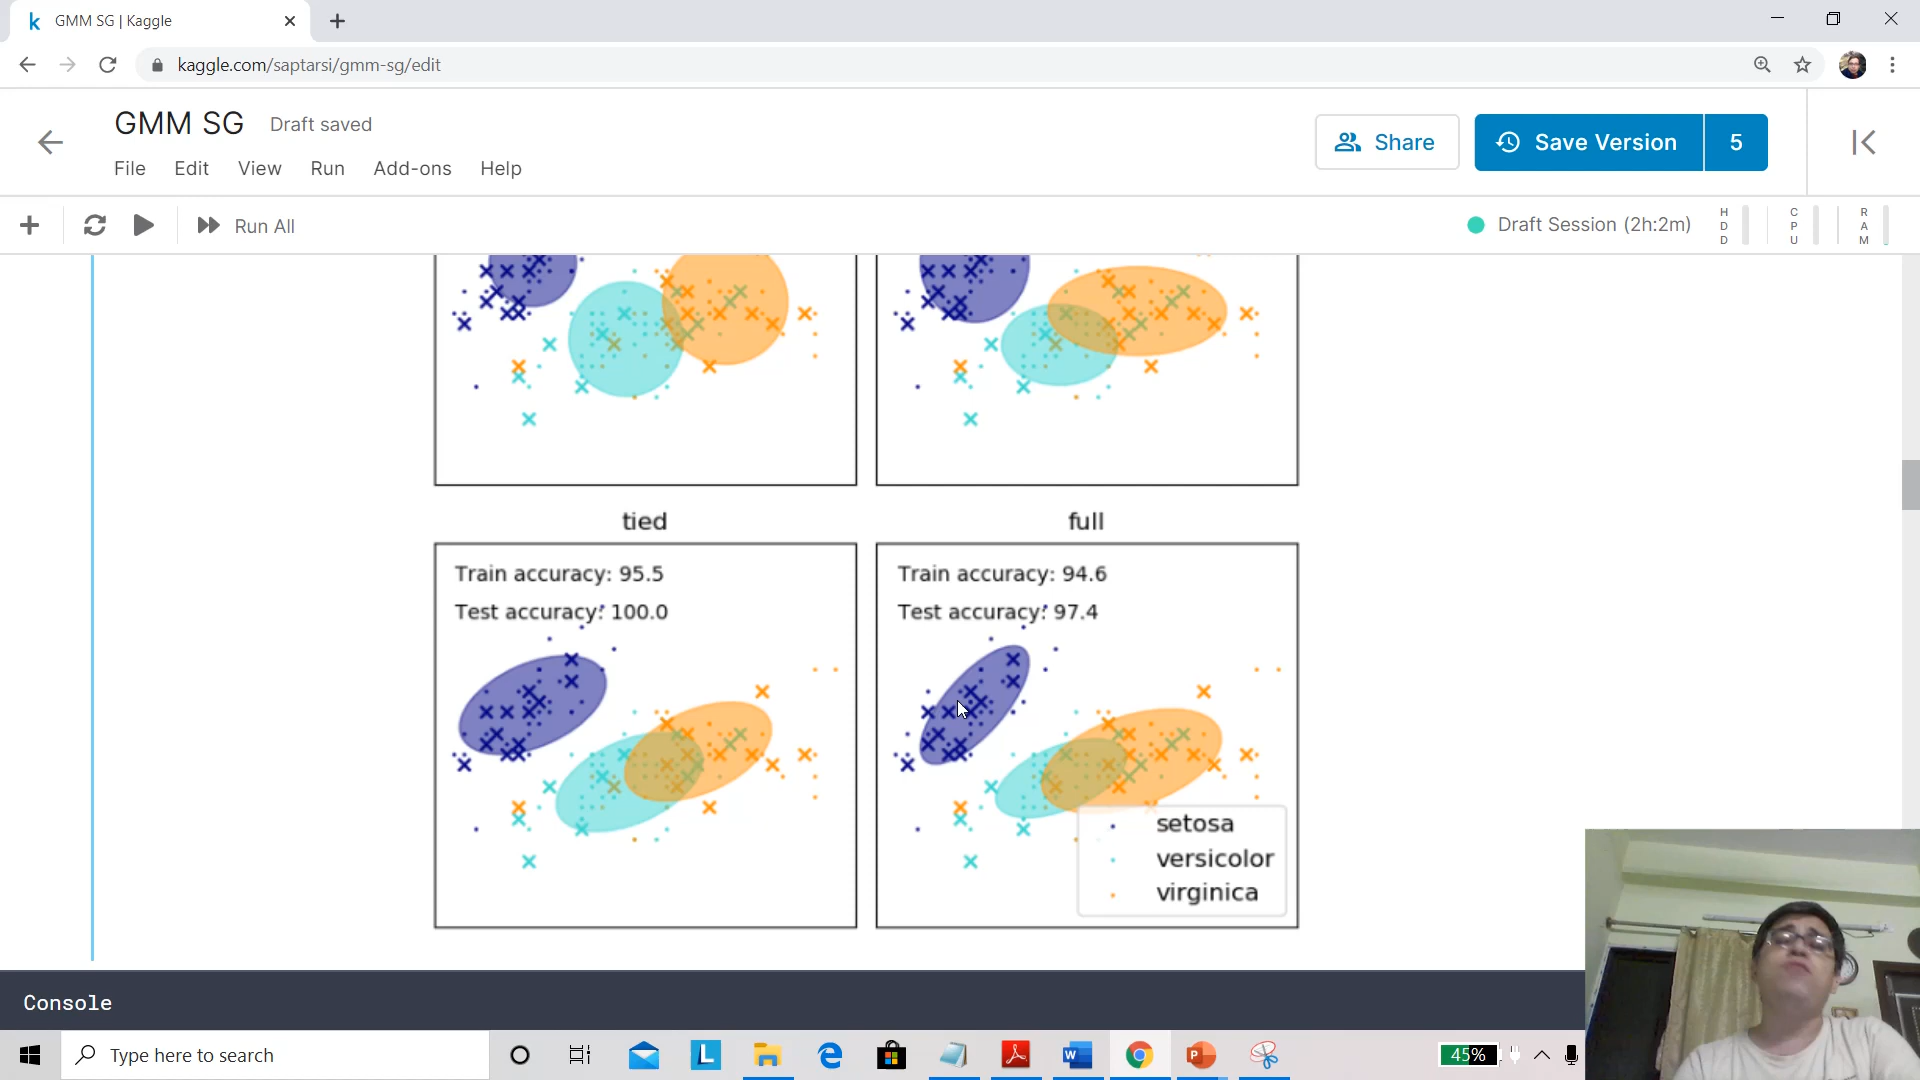 GMM SG | Kaggle
kaggle.com/saptarsi/gmm-sg/edit
GMM SG
Draft saved
File
Edit
View
Run
Add-ons
Help
Share
Save Version
5
Run All
Draft Session (2h:2m)
HDD
CPU
RAM
tied
full
Train accuracy: 95.5
Test accuracy: 100.0
Train accuracy: 94.6
Test accuracy: 97.4
setosa
versicolor
virginica
Console
Type here to search
45%